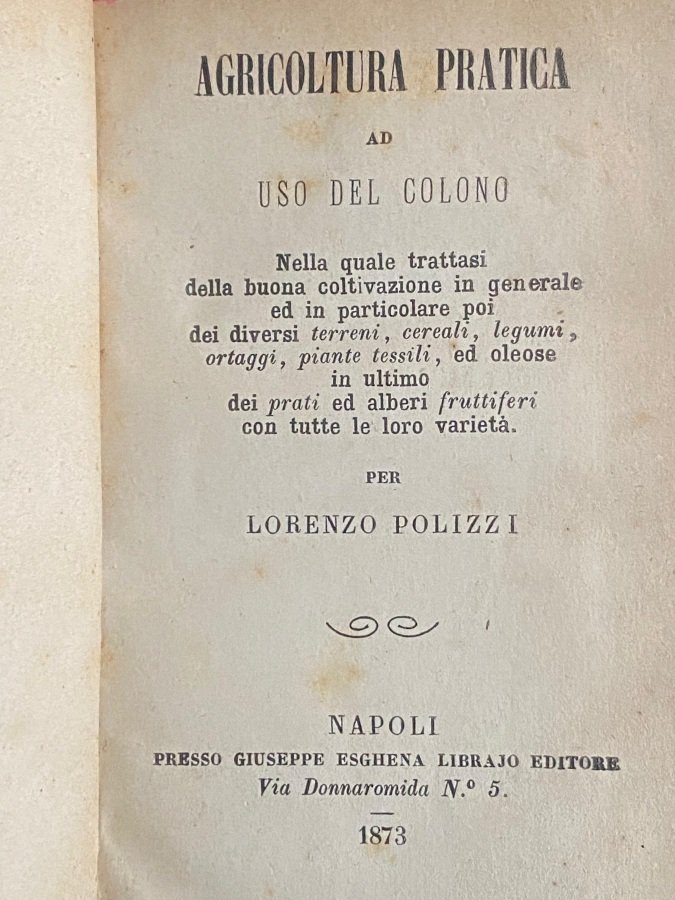 AGRICOLTURA PRATICA
AD
USO DEL COLONO
Nella quale trattasi
della buona coltivazione in generale
ed in particolare poi
dei diversi terreni, cereali, legumi,
ortaggi, piante tessili, ed oleose
in ultimo
dei prati ed alberi fruttiferi
con tutte le loro varietà.
PER
LORENZO POLIZZI
NAPOLI
PRESSO GIUSEPPE ESGHENA LIBRAJO EDITORE
Via Donnaromida N.º 5.
1873